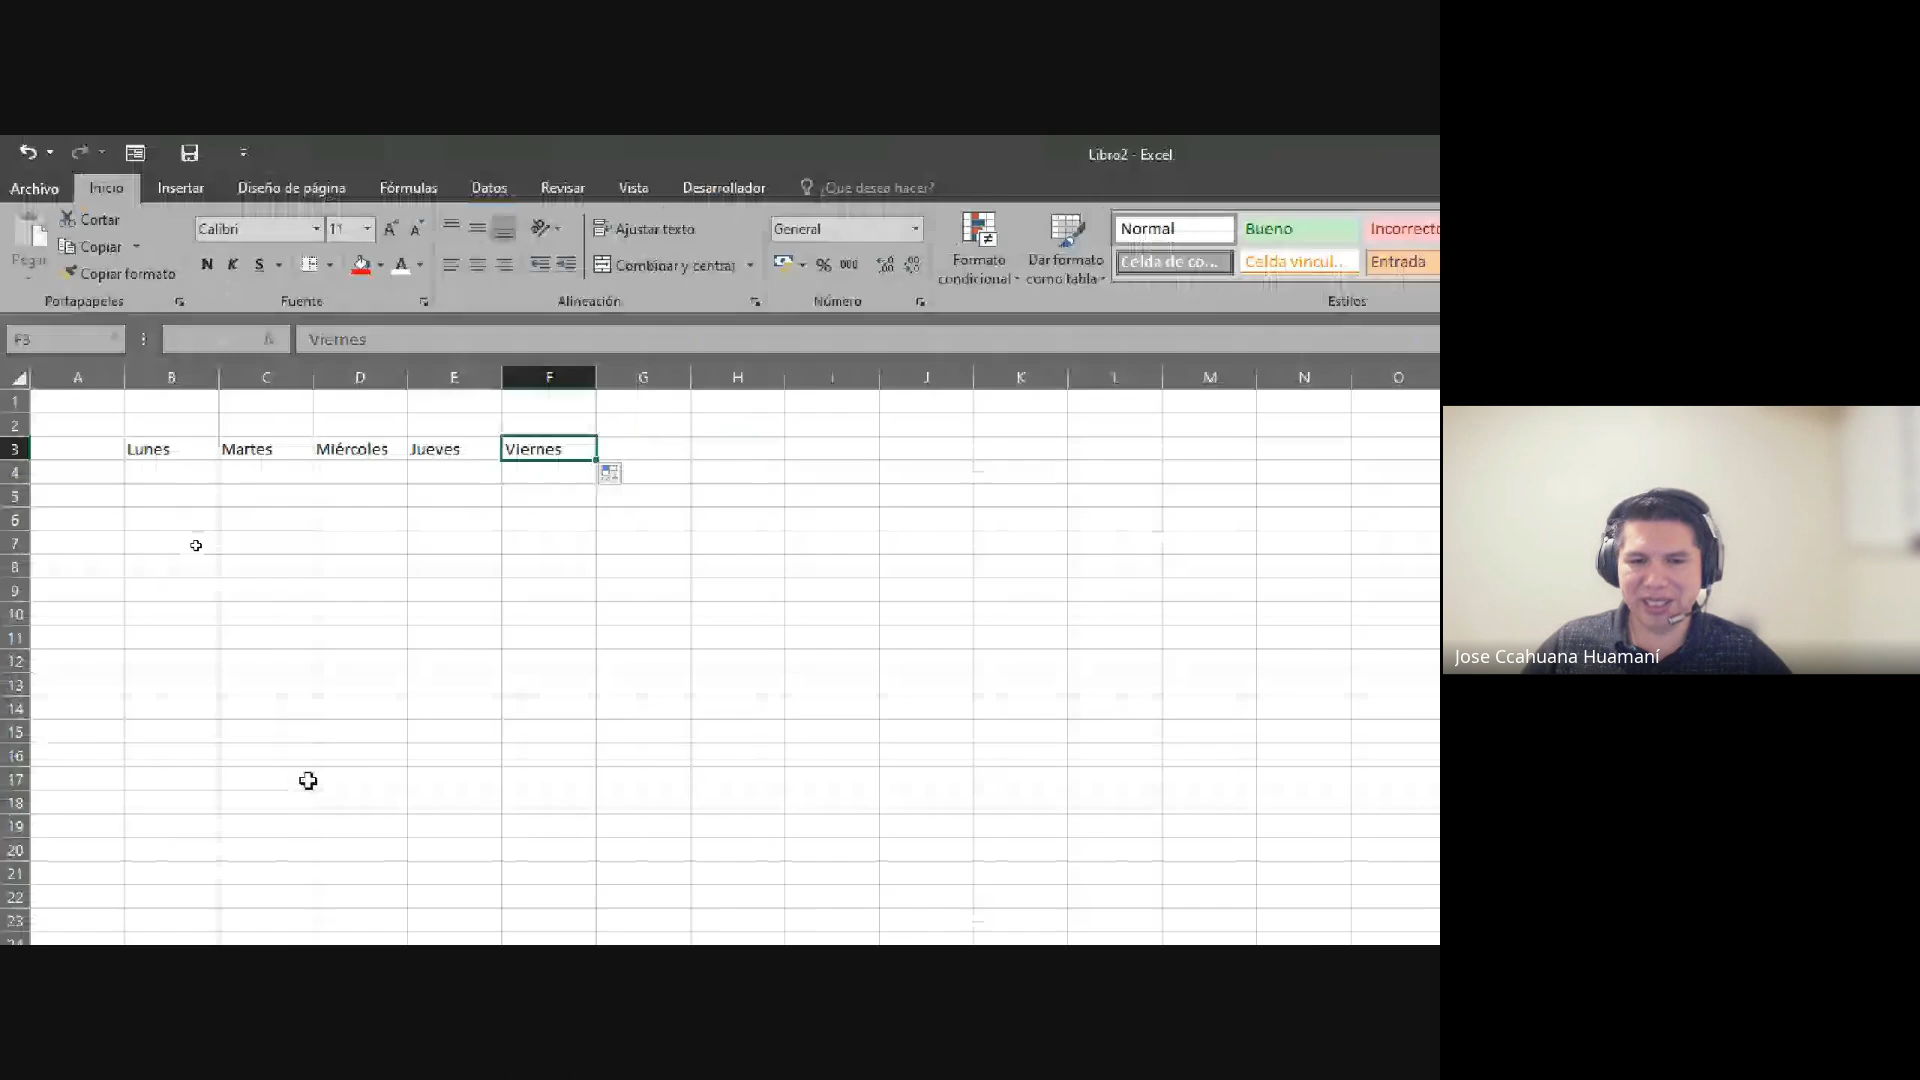 Libro2 - Excel
Archivo Inicio Insertar Diseño de página Fórmulas Datos Revisar Vista Desarrollador ¿Qué desea hacer?
Pegar
Cortar
Copiar
Copiar formato
Portapapeles
Calibri 11
N K S
Fuente
Ajustar texto
Combinar y centrar
Alineación
General
% 000
Número
Formato condicional
Dar formato como tabla
Normal Bueno Incorrecto
Celda de co... Celda vincul... Entrada
Estilos
F3 Viernes
A B C D E F G H I J K L M N O
1
2
3 Lunes Martes Miércoles Jueves Viernes
4
5
6
7
8
9
10
11
12
13
14
15
16
17
18
19
20
21
22
23
24
Jose Ccahuana Huamaní